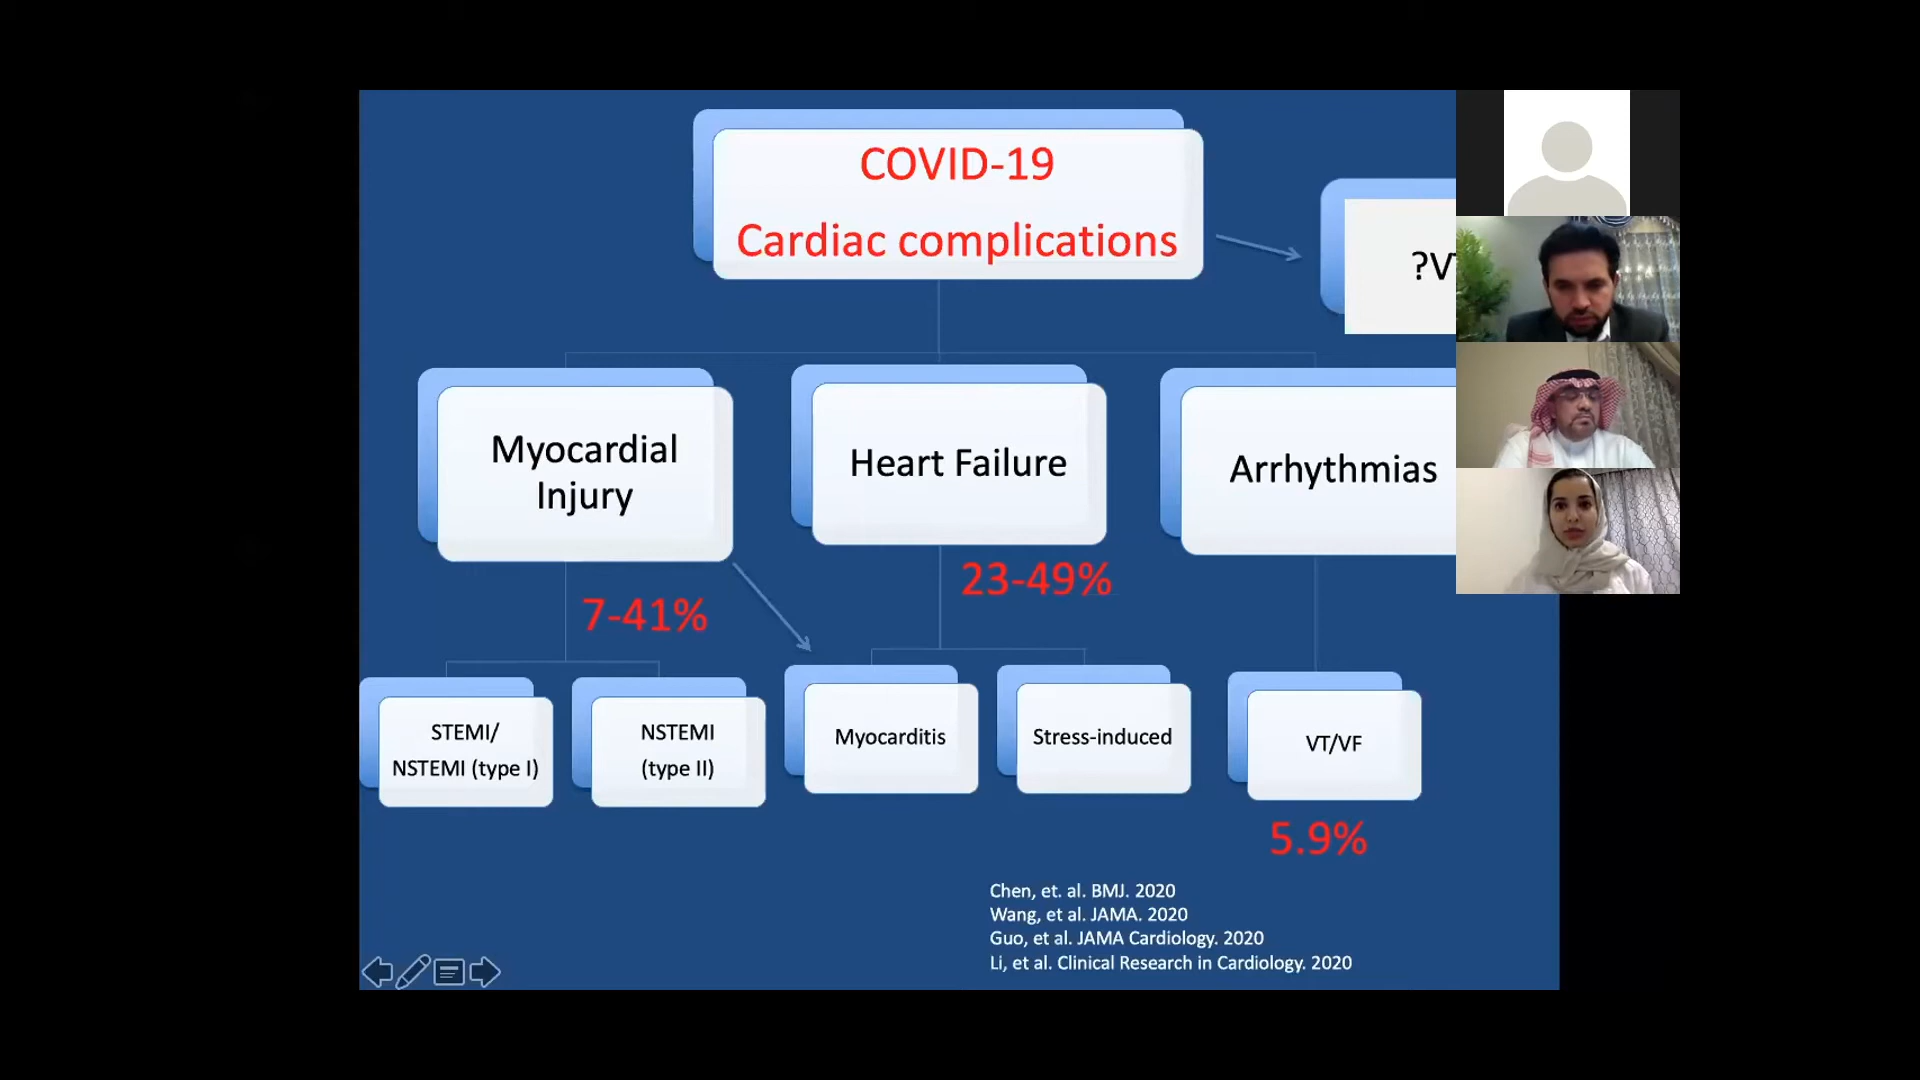 COVID-19
Cardiac complications
?V
Myocardial
Injury
Heart Failure
Arrhythmias
7-41%
23-49%
STEMI/
NSTEMI (type I)
NSTEMI
(type II)
Myocarditis
Stress-induced
VT/VF
5.9%
Chen, et. al. BMJ. 2020
Wang, et al. JAMA. 2020
Guo, et al. JAMA Cardiology. 2020
Li, et al. Clinical Research in Cardiology. 2020